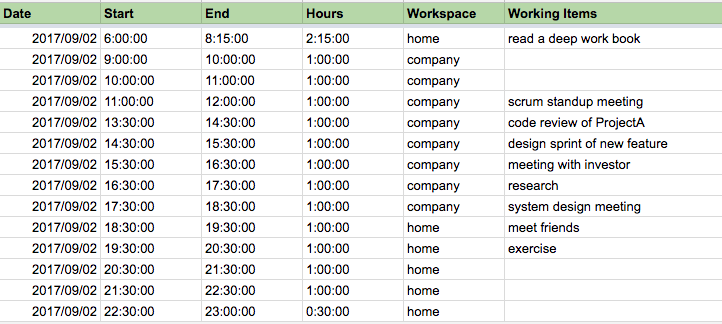 Date Start End Hours Workspace Working Items
2017/09/02 6:00:00 8:15:00 2:15:00 home read a deep work book
2017/09/02 9:00:00 10:00:00 1:00:00 company
2017/09/02 10:00:00 11:00:00 1:00:00 company
2017/09/02 11:00:00 12:00:00 1:00:00 company scrum standup meeting
2017/09/02 13:30:00 14:30:00 1:00:00 company code review of ProjectA
2017/09/02 14:30:00 15:30:00 1:00:00 company design sprint of new feature
2017/09/02 15:30:00 16:30:00 1:00:00 company meeting with investor
2017/09/02 16:30:00 17:30:00 1:00:00 company research
2017/09/02 17:30:00 18:30:00 1:00:00 company system design meeting
2017/09/02 18:30:00 19:30:00 1:00:00 home meet friends
2017/09/02 19:30:00 20:30:00 1:00:00 home exercise
2017/09/02 20:30:00 21:30:00 1:00:00 home
2017/09/02 21:30:00 22:30:00 1:00:00 home
2017/09/02 22:30:00 23:00:00 0:30:00 home